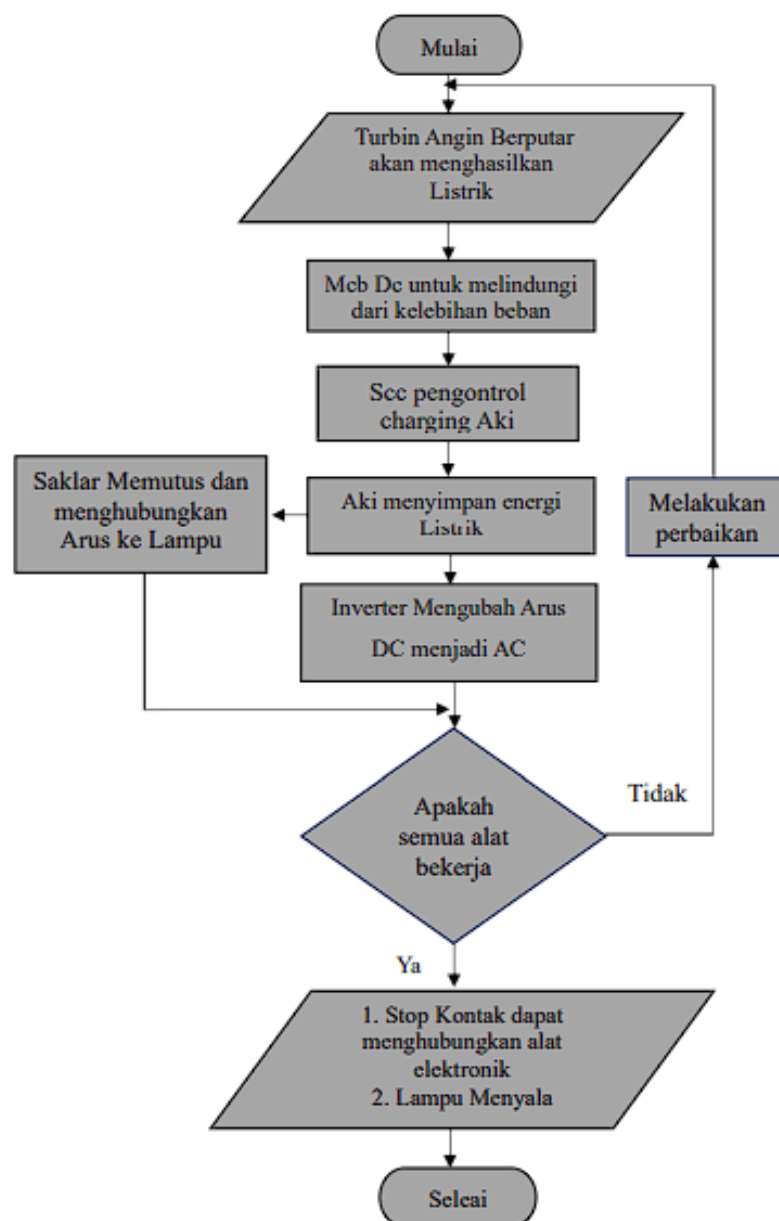 Mulai
Turbin Angin Berputar
akan menghasilkan
Listrik
Mcb Dc untuk melindungi
dari kelebihan beban
Scc pengontrol
charging Aki
Saklar Memutus dan
menghubungkan
Arus ke Lampu
Aki menyimpan energi
Listrik
Melakukan
perbaikan
Inverter Mengubah Arus
DC menjadi AC
Apakah
semua alat
bekerja
Tidak
Ya
1. Stop Kontak dapat
menghubungkan alat
elektronik
2. Lampu Menyala
Seleai